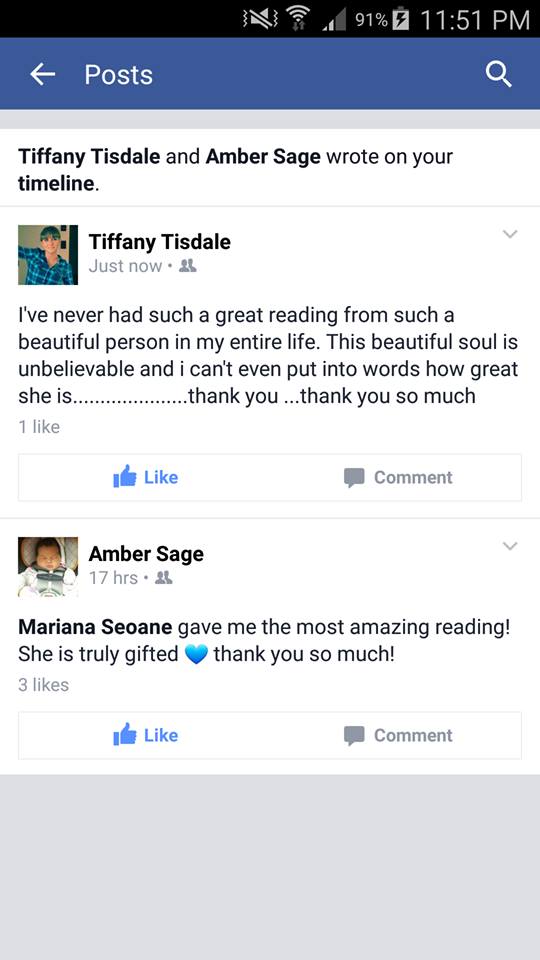 91% 11:51 PM
Posts
Tiffany Tisdale and Amber Sage wrote on your
timeline.
Tiffany Tisdale
Just now •
I've never had such a great reading from such a
beautiful person in my entire life. This beautiful soul is
unbelievable and i can't even put into words how great
she is.....................thank you ...thank you so much
1 like
Like Comment
Amber Sage
17 hrs •
Mariana Seoane gave me the most amazing reading!
She is truly gifted 💙 thank you so much!
3 likes
Like Comment